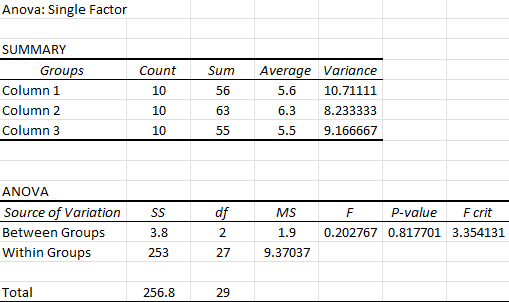 Anova: Single Factor
SUMMARY
Groups Count Sum Average Variance
Column 1 10 56 5.6 10.71111
Column 2 10 63 6.3 8.233333
Column 3 10 55 5.5 9.166667
ANOVA
Source of Variation SS df MS F P-value F crit
Between Groups 3.8 2 1.9 0.202767 0.817701 3.354131
Within Groups 253 27 9.37037
Total 256.8 29